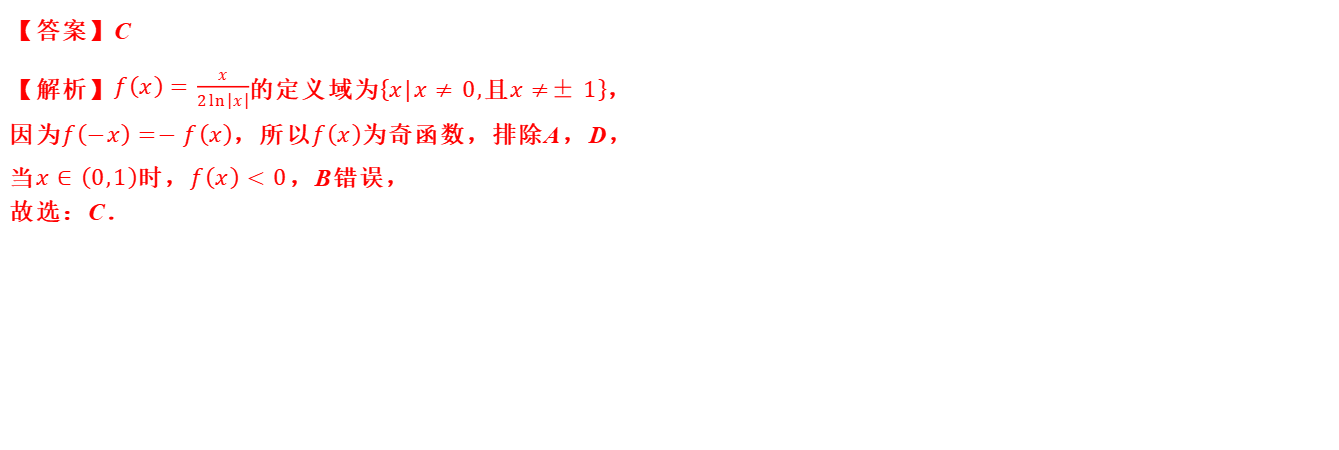 【答案】C
【解析】f(x) = x/(2ln|x|)的定义域为{x|x ≠ 0,且x ≠± 1}，
因为f(−x) =− f(x)，所以f(x)为奇函数，排除A，D，
当x ∈ (0,1)时，f(x) < 0，B错误，
故选：C．